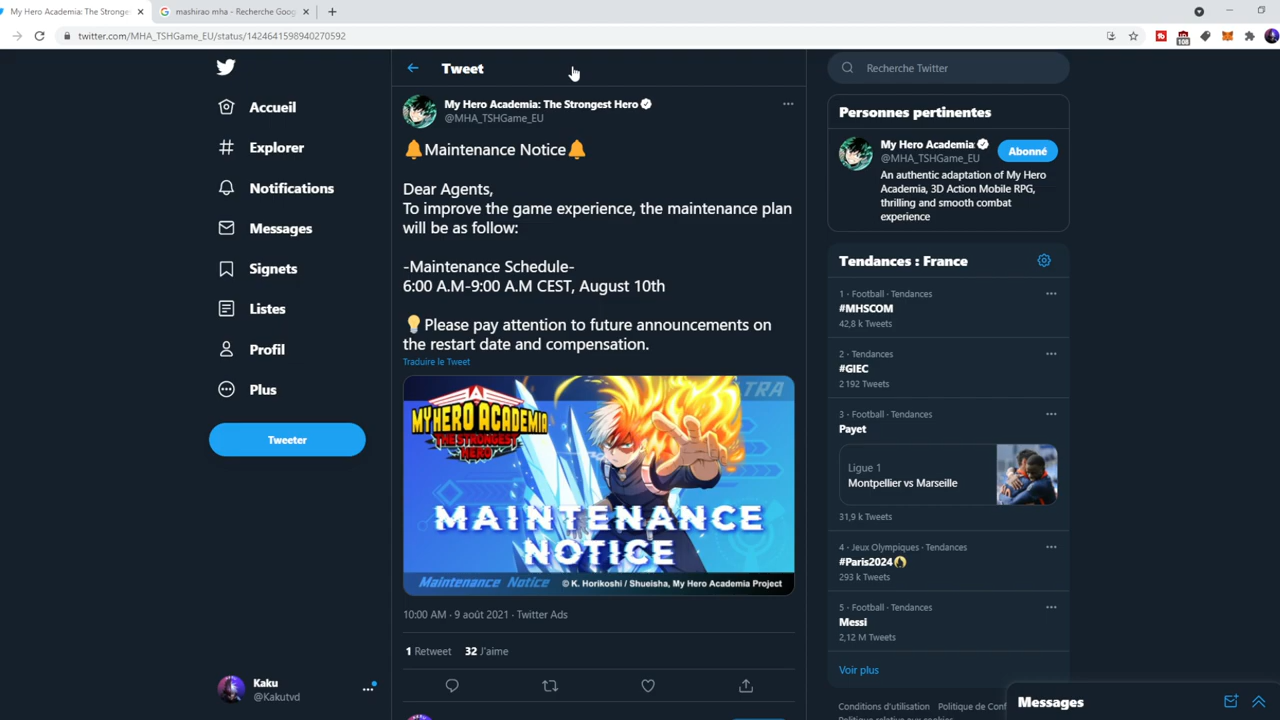 My Hero Academia: The Stronges
mashirao mha - Recherche Goog
twitter.com/MHA_TSHGame_EU/status/1424641598940270592
108
Accueil
Explorer
Notifications
Messages
Signets
Listes
Profil
Plus
Tweeter
Kaku
@Kakutvd
Tweet
My Hero Academia: The Strongest Hero
@MHA_TSHGame_EU
🔔Maintenance Notice🔔
Dear Agents,
To improve the game experience, the maintenance plan
will be as follow:
-Maintenance Schedule-
6:00 A.M-9:00 A.M CEST, August 10th
💡Please pay attention to future announcements on
the restart date and compensation.
Traduire le Tweet
TRA
MY HERO ACADEMIA
THE STRONGEST
HERO
MAINTENANCE
NOTICE
Maintenance Notice
© K. Horikoshi / Shueisha, My Hero Academia Project
10:00 AM · 9 août 2021 · Twitter Ads
1 Retweet 32 J'aime
Recherche Twitter
Personnes pertinentes
My Hero Academia:
@MHA_TSHGame_EU
Abonné
An authentic adaptation of My Hero
Academia, 3D Action Mobile RPG,
thrilling and smooth combat
experience
Tendances : France
1 · Football · Tendances
#MHSCOM
42,8 k Tweets
2 · Tendances
#GIEC
2 192 Tweets
3 · Football · Tendances
Payet
Ligue 1
Montpellier vs Marseille
31,9 k Tweets
4 · Jeux Olympiques · Tendances
#Paris2024
293 k Tweets
5 · Football · Tendances
Messi
2,12 M Tweets
Voir plus
Conditions d'utilisation Politique de Conf
Messages